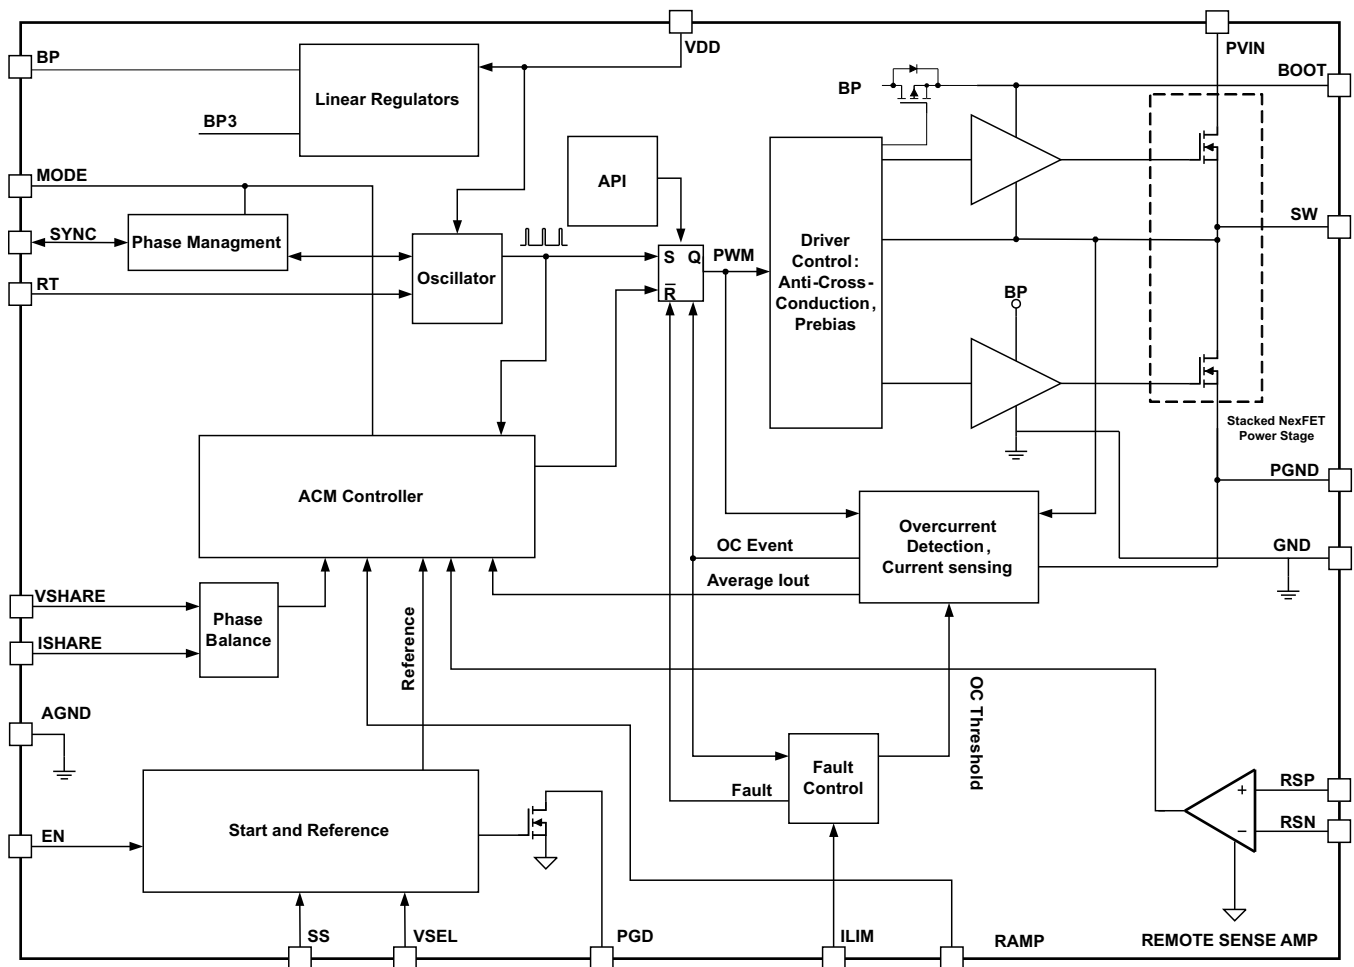 VDD
PVIN
BP
BOOT
Linear Regulators
BP
BP3
API
MODE
SYNC
Phase Managment
SW
S Q
PWM
Driver
Control:
Anti-Cross-
Conduction,
Prebias
Oscillator
RT
R
BP
Stacked NexFET
Power Stage
PGND
ACM Controller
Overcurrent
Detection,
Current sensing
OC Event
GND
Average Iout
VSHARE
Phase
Balance
ISHARE
Reference
OC Threshold
AGND
Fault
Control
Fault
RSP
+
RSN
−
EN
Start and Reference
SS
VSEL
PGD
ILIM
RAMP
REMOTE SENSE AMP